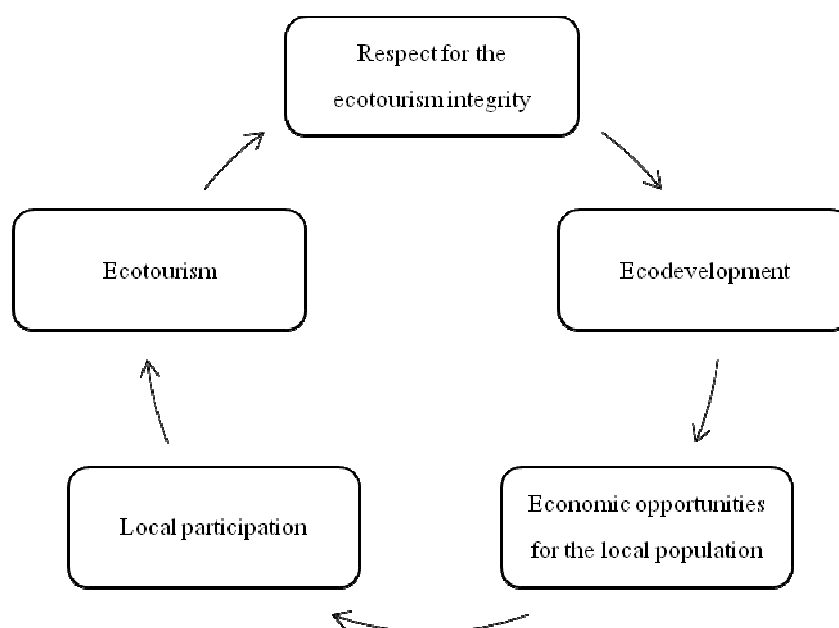 Respect for the
ecotourism integrity
Ecotourism
Ecodevelopment
Local participation
Economic opportunities
for the local population